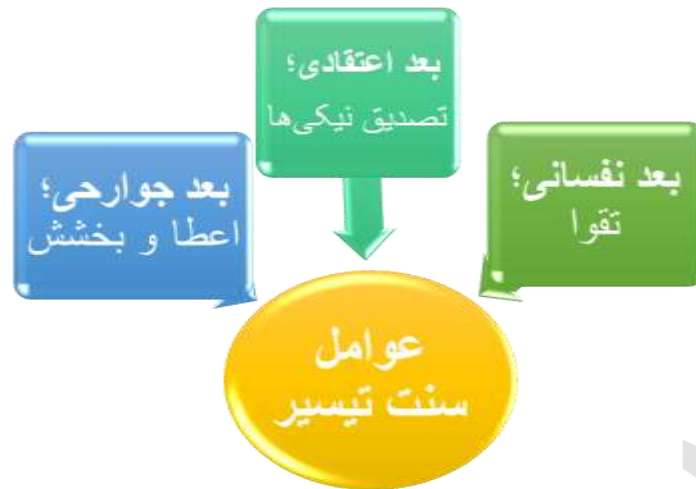 بعد نفسانی؛
تقوا
بعد اعتقادی؛
تصدیق نیکی‌ها
بعد جوارحی؛
اعطا و بخشش
عوامل
سنت تیسیر